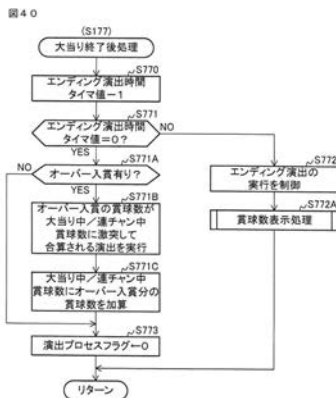 図40
(S177)
大当り終了後処理
S770
エンディング演出時間
タイマ値-1
S771
エンディング演出時間
タイマ値=0?
NO
YES
S771A
NO
オーバー入賞有り?
YES
S771B
オーバー入賞の賞球数が
大当り中/連チャン中
賞球数に激突して
合算される演出を実行
S771C
大当り中/連チャン中
賞球数にオーバー入賞分の
賞球数を加算
S772
エンディング演出の
実行を制御
S772A
賞球数表示処理
S773
演出プロセスフラグ←0
リターン